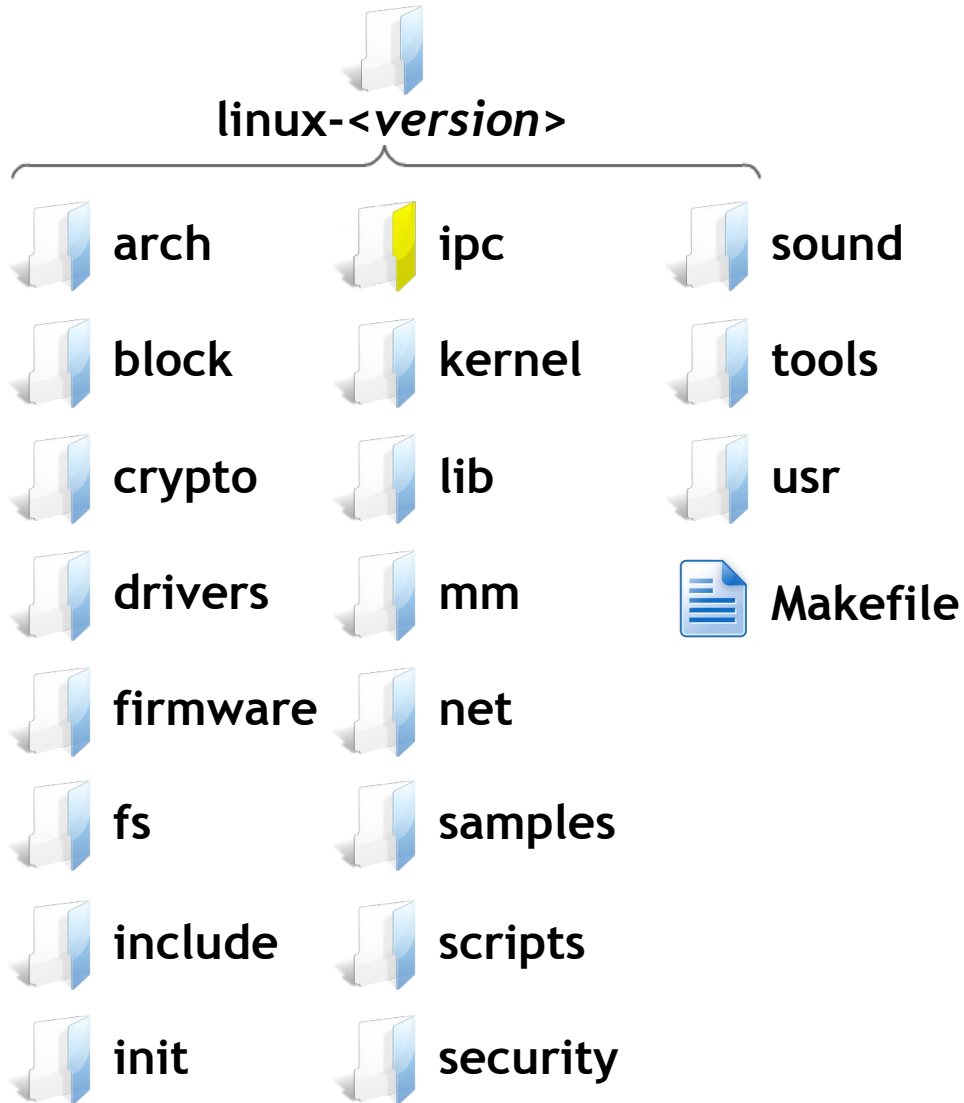 linux-<version>
arch
block
crypto
drivers
firmware
fs
include
init
ipc
kernel
lib
mm
net
samples
scripts
security
sound
tools
usr
Makefile